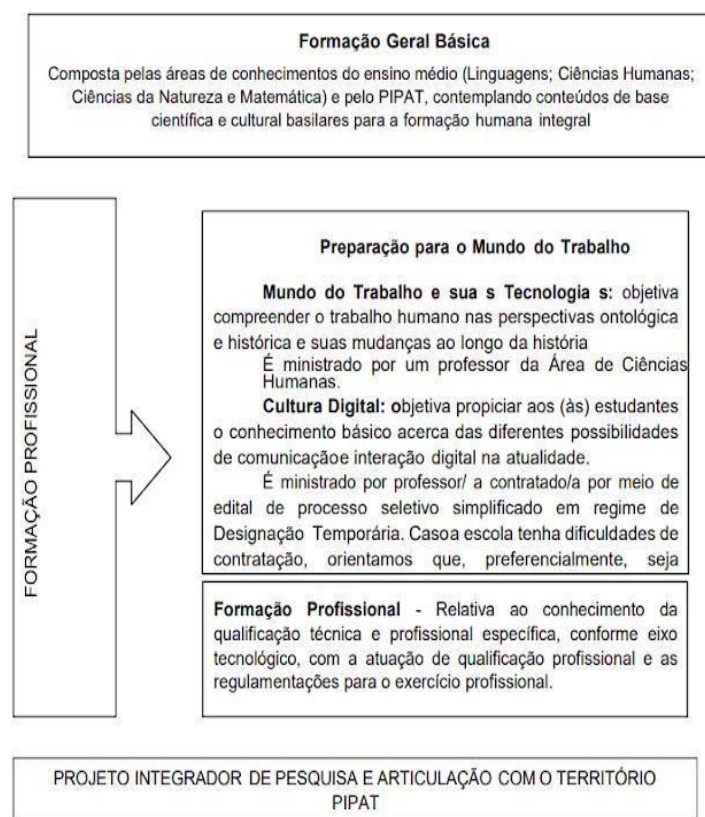 Formação Geral Básica
Composta pelas áreas de conhecimentos do ensino médio (Linguagens; Ciências Humanas;
Ciências da Natureza e Matemática) e pelo PIPAT, contemplando conteúdos de base
científica e cultural basilares para a formação humana integral
FORMAÇÃO PROFISSIONAL
Preparação para o Mundo do Trabalho
Mundo do Trabalho e sua s Tecnologia s: objetiva
compreender o trabalho humano nas perspectivas ontológica
e histórica e suas mudanças ao longo da história
É ministrado por um professor da Área de Ciências
Humanas.
Cultura Digital: objetiva propiciar aos (às) estudantes
o conhecimento básico acerca das diferentes possibilidades
de comunicaçãoe interação digital na atualidade.
É ministrado por professor/ a contratado/a por meio de
edital de processo seletivo simplificado em regime de
Designação Temporária. Casoa escola tenha dificuldades de
contratação, orientamos que, preferencialmente, seja
Formação Profissional - Relativa ao conhecimento da
qualificação técnica e profissional específica, conforme eixo
tecnológico, com a atuação de qualificação profissional e as
regulamentações para o exercício profissional.
PROJETO INTEGRADOR DE PESQUISA E ARTICULAÇÃO COM O TERRITÓRIO
PIPAT